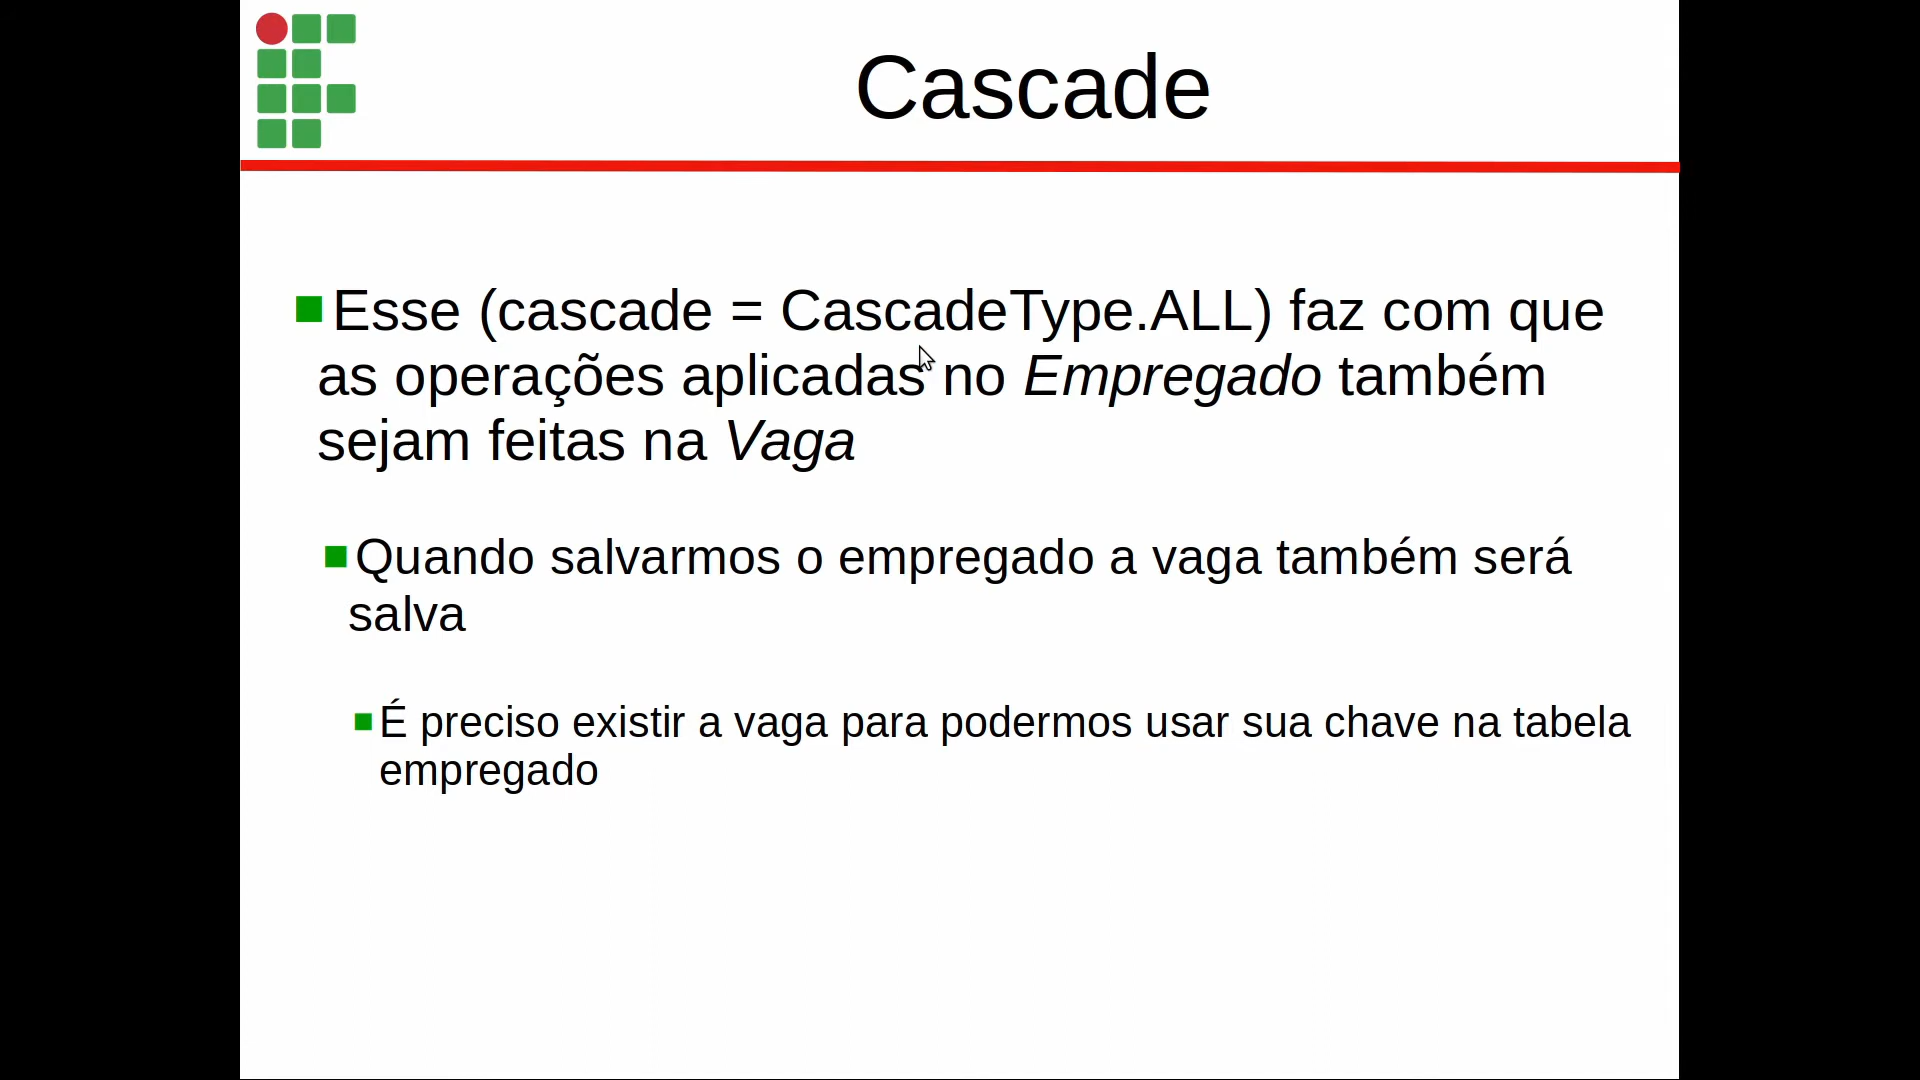 Cascade
Esse (cascade = CascadeType.ALL) faz com que
as operações aplicadas no Empregado também
sejam feitas na Vaga
Quando salvarmos o empregado a vaga também será
salva
É preciso existir a vaga para podermos usar sua chave na tabela
empregado